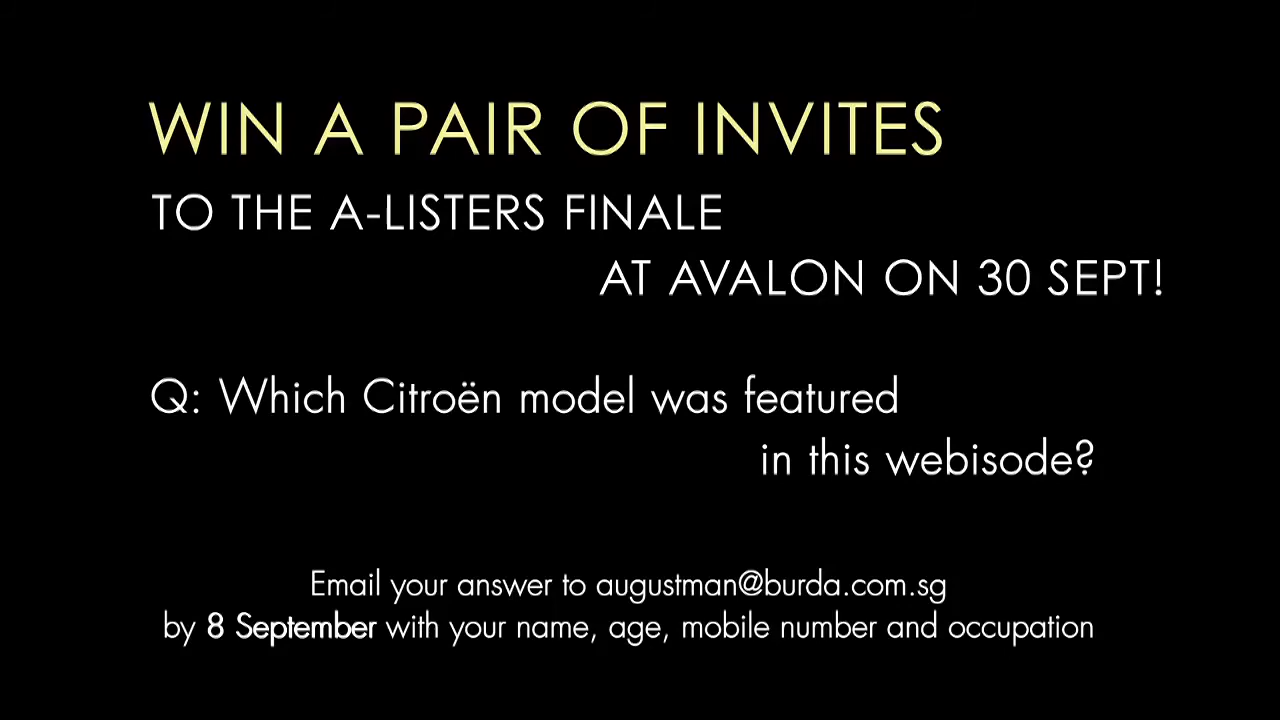 WIN A PAIR OF INVITES
TO THE A-LISTERS FINALE
AT AVALON ON 30 SEPT!
Q: Which Citroën model was featured
in this webisode?
Email your answer to augustman@burda.com.sg
by 8 September with your name, age, mobile number and occupation